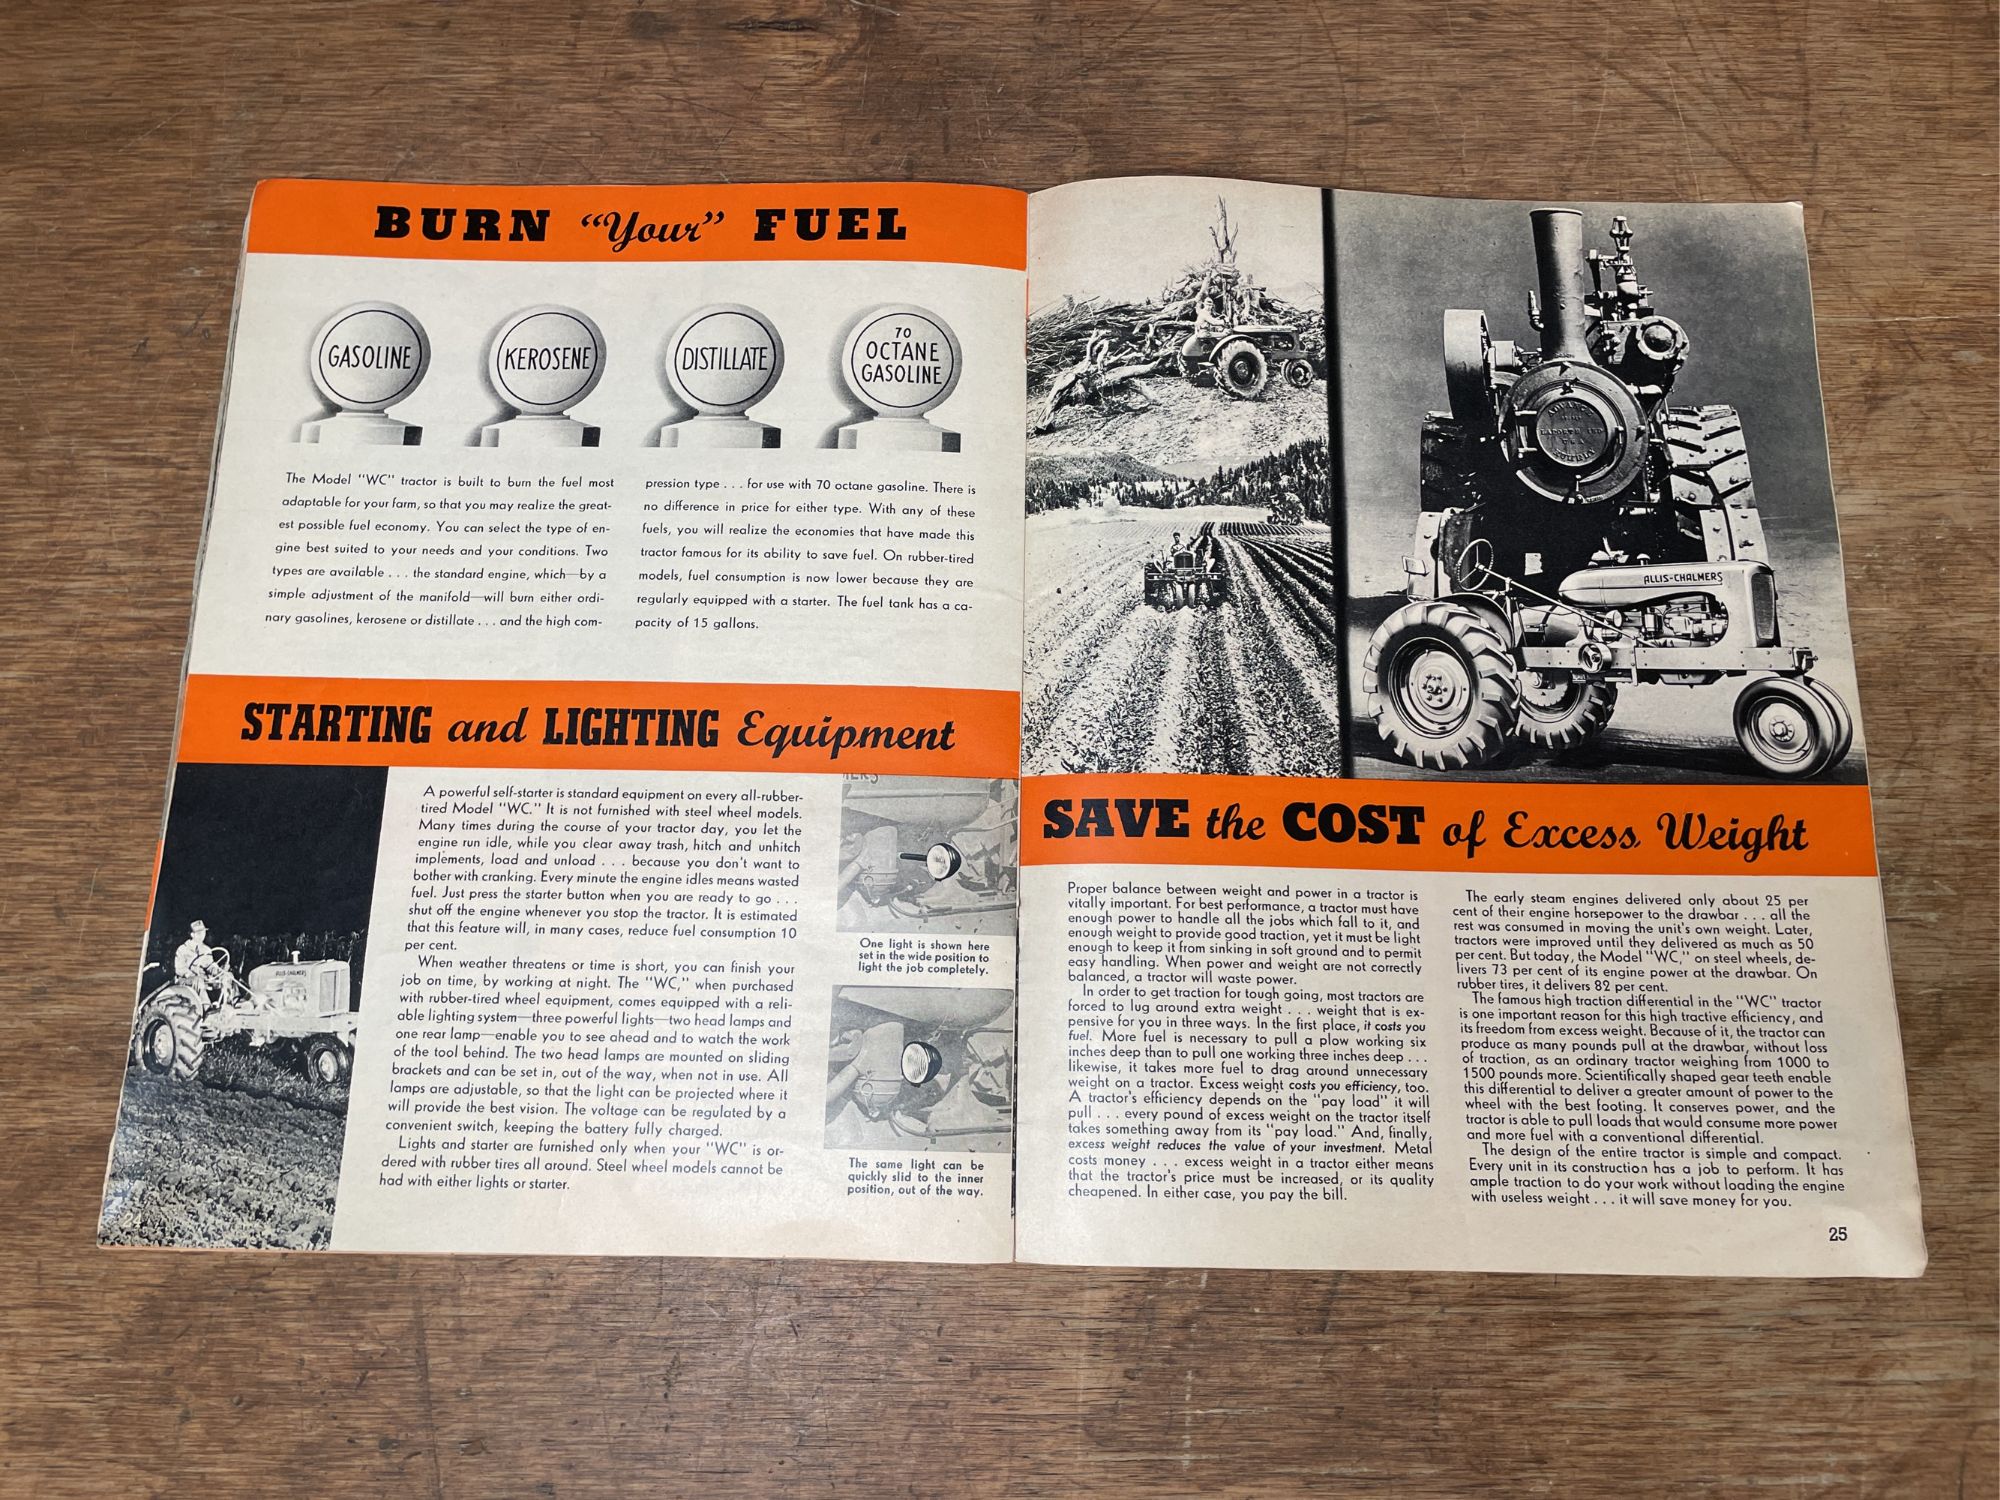 BURN "Your" FUEL
GASOLINE
KEROSENE
DISTILLATE
70
OCTANE
GASOLINE
The Model "WC" tractor is built to burn the fuel most
adaptable for your farm, so that you may realize the great-
est possible fuel economy. You can select the type of en-
gine best suited to your needs and your conditions. Two
types are available . . . the standard engine, which—by a
simple adjustment of the manifold—will burn either ordi-
nary gasolines, kerosene or distillate . . . and the high com-
pression type . . . for use with 70 octane gasoline. There is
no difference in price for either type. With any of these
fuels, you will realize the economies that have made this
tractor famous for its ability to save fuel. On rubber-tired
models, fuel consumption is now lower because they are
regularly equipped with a starter. The fuel tank has a ca-
pacity of 15 gallons.
STARTING and LIGHTING Equipment
A powerful self-starter is standard equipment on every all-rubber-
tired Model "WC." It is not furnished with steel wheel models.
Many times during the course of your tractor day, you let the
engine run idle, while you clear away trash, hitch and unhitch
implements, load and unload . . . because you don't want to
bother with cranking. Every minute the engine idles means wasted
fuel. Just press the starter button when you are ready to go . . .
shut off the engine whenever you stop the tractor. It is estimated
that this feature will, in many cases, reduce fuel consumption 10
per cent.
When weather threatens or time is short, you can finish your
job on time, by working at night. The "WC," when purchased
with rubber-tired wheel equipment, comes equipped with a reli-
able lighting system—three powerful lights—two head lamps and
one rear lamp—enable you to see ahead and to watch the work
of the tool behind. The two head lamps are mounted on sliding
brackets and can be set in, out of the way, when not in use. All
lamps are adjustable, so that the light can be projected where it
will provide the best vision. The voltage can be regulated by a
convenient switch, keeping the battery fully charged.
Lights and starter are furnished only when your "WC" is or-
dered with rubber tires all around. Steel wheel models cannot be
had with either lights or starter.
One light is shown here
set in the wide position to
light the job completely.
The same light can be
quickly slid to the inner
position, out of the way.
ALLIS-CHALMERS
24
ALLIS-CHALMERS
SAVE the COST of Excess Weight
Proper balance between weight and power in a tractor is
vitally important. For best performance, a tractor must have
enough power to handle all the jobs which fall to it, and
enough weight to provide good traction, yet it must be light
enough to keep it from sinking in soft ground and to permit
easy handling. When power and weight are not correctly
balanced, a tractor will waste power.
In order to get traction for tough going, most tractors are
forced to lug around extra weight . . . weight that is ex-
pensive for you in three ways. In the first place, it costs you
fuel. More fuel is necessary to pull a plow working six
inches deep than to pull one working three inches deep . . .
likewise, it takes more fuel to drag around unnecessary
weight on a tractor. Excess weight costs you efficiency, too.
A tractor's efficiency depends on the "pay load" it will
pull . . . every pound of excess weight on the tractor itself
takes something away from its "pay load." And, finally,
excess weight reduces the value of your investment. Metal
costs money . . . excess weight in a tractor either means
that the tractor's price must be increased, or its quality
cheapened. In either case, you pay the bill.
The early steam engines delivered only about 25 per
cent of their engine horsepower to the drawbar . . . all the
rest was consumed in moving the unit's own weight. Later,
tractors were improved until they delivered as much as 50
per cent. But today, the Model "WC," on steel wheels, de-
livers 73 per cent of its engine power at the drawbar. On
rubber tires, it delivers 82 per cent.
The famous high traction differential in the "WC" tractor
is one important reason for this high tractive efficiency, and
its freedom from excess weight. Because of it, the tractor can
produce as many pounds pull at the drawbar, without loss
of traction, as an ordinary tractor weighing from 1000 to
1500 pounds more. Scientifically shaped gear teeth enable
this differential to deliver a greater amount of power to the
wheel with the best footing. It conserves power, and the
tractor is able to pull loads that would consume more power
and more fuel with a conventional differential.
The design of the entire tractor is simple and compact.
Every unit in its construction has a job to perform. It has
ample traction to do your work without loading the engine
with useless weight . . . it will save money for you.
25